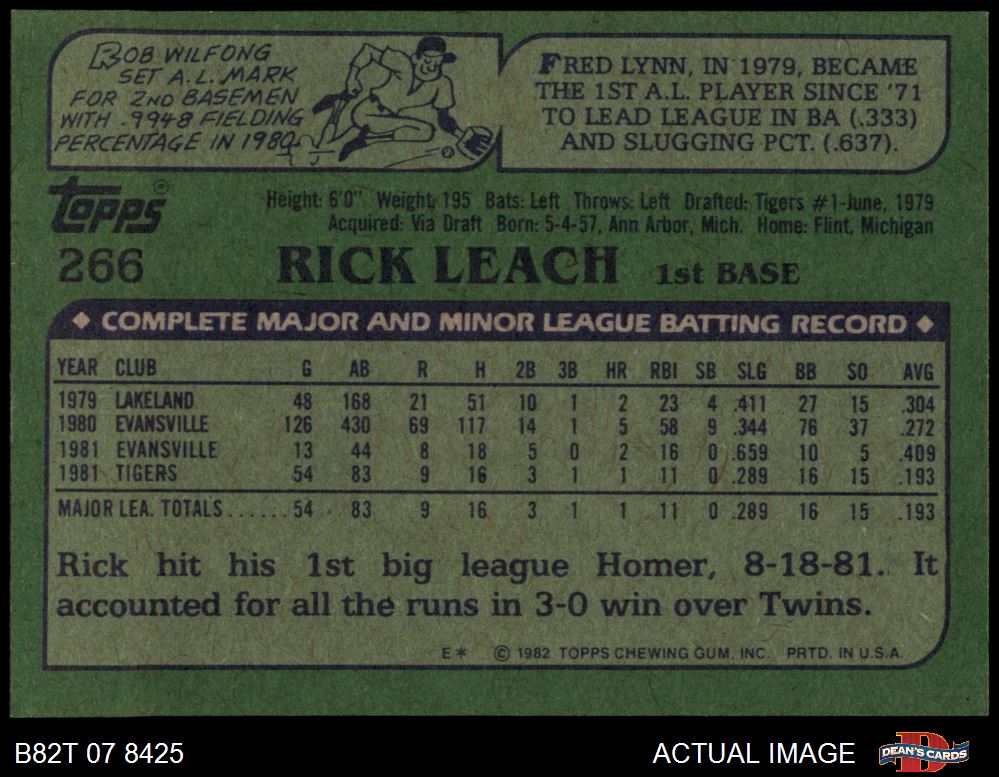 BOB WILFONG
SET A.L. MARK
FOR 2ND BASEMEN
WITH .9948 FIELDING
PERCENTAGE IN 1980.
FRED LYNN, IN 1979, BECAME
THE 1ST A.L. PLAYER SINCE '71
TO LEAD LEAGUE IN BA (.333)
AND SLUGGING PCT. (.637).
Topps®
Height: 6'0" Weight: 195 Bats: Left Throws: Left Drafted: Tigers #1-June, 1979
Acquired: Via Draft Born: 5-4-57, Ann Arbor, Mich. Home: Flint, Michigan
266 RICK LEACH 1st BASE
◆ COMPLETE MAJOR AND MINOR LEAGUE BATTING RECORD ◆
YEAR CLUB G AB R H 2B 3B HR RBI SB SLG BB SO AVG
1979 LAKELAND 48 168 21 51 10 1 2 23 4 .411 27 15 .304
1980 EVANSVILLE 126 430 69 117 14 1 5 58 9 .344 76 37 .272
1981 EVANSVILLE 13 44 8 18 5 0 2 16 0 .659 10 5 .409
1981 TIGERS 54 83 9 16 3 1 1 11 0 .289 16 15 .193
MAJOR LEA. TOTALS......54 83 9 16 3 1 1 11 0 .289 16 15 .193
Rick hit his 1st big league Homer, 8-18-81. It
accounted for all the runs in 3-0 win over Twins.
E* © 1982 TOPPS CHEWING GUM, INC. PRTD. IN U.S.A.
B82T 07 8425 ACTUAL IMAGE DEAN'S CARDS